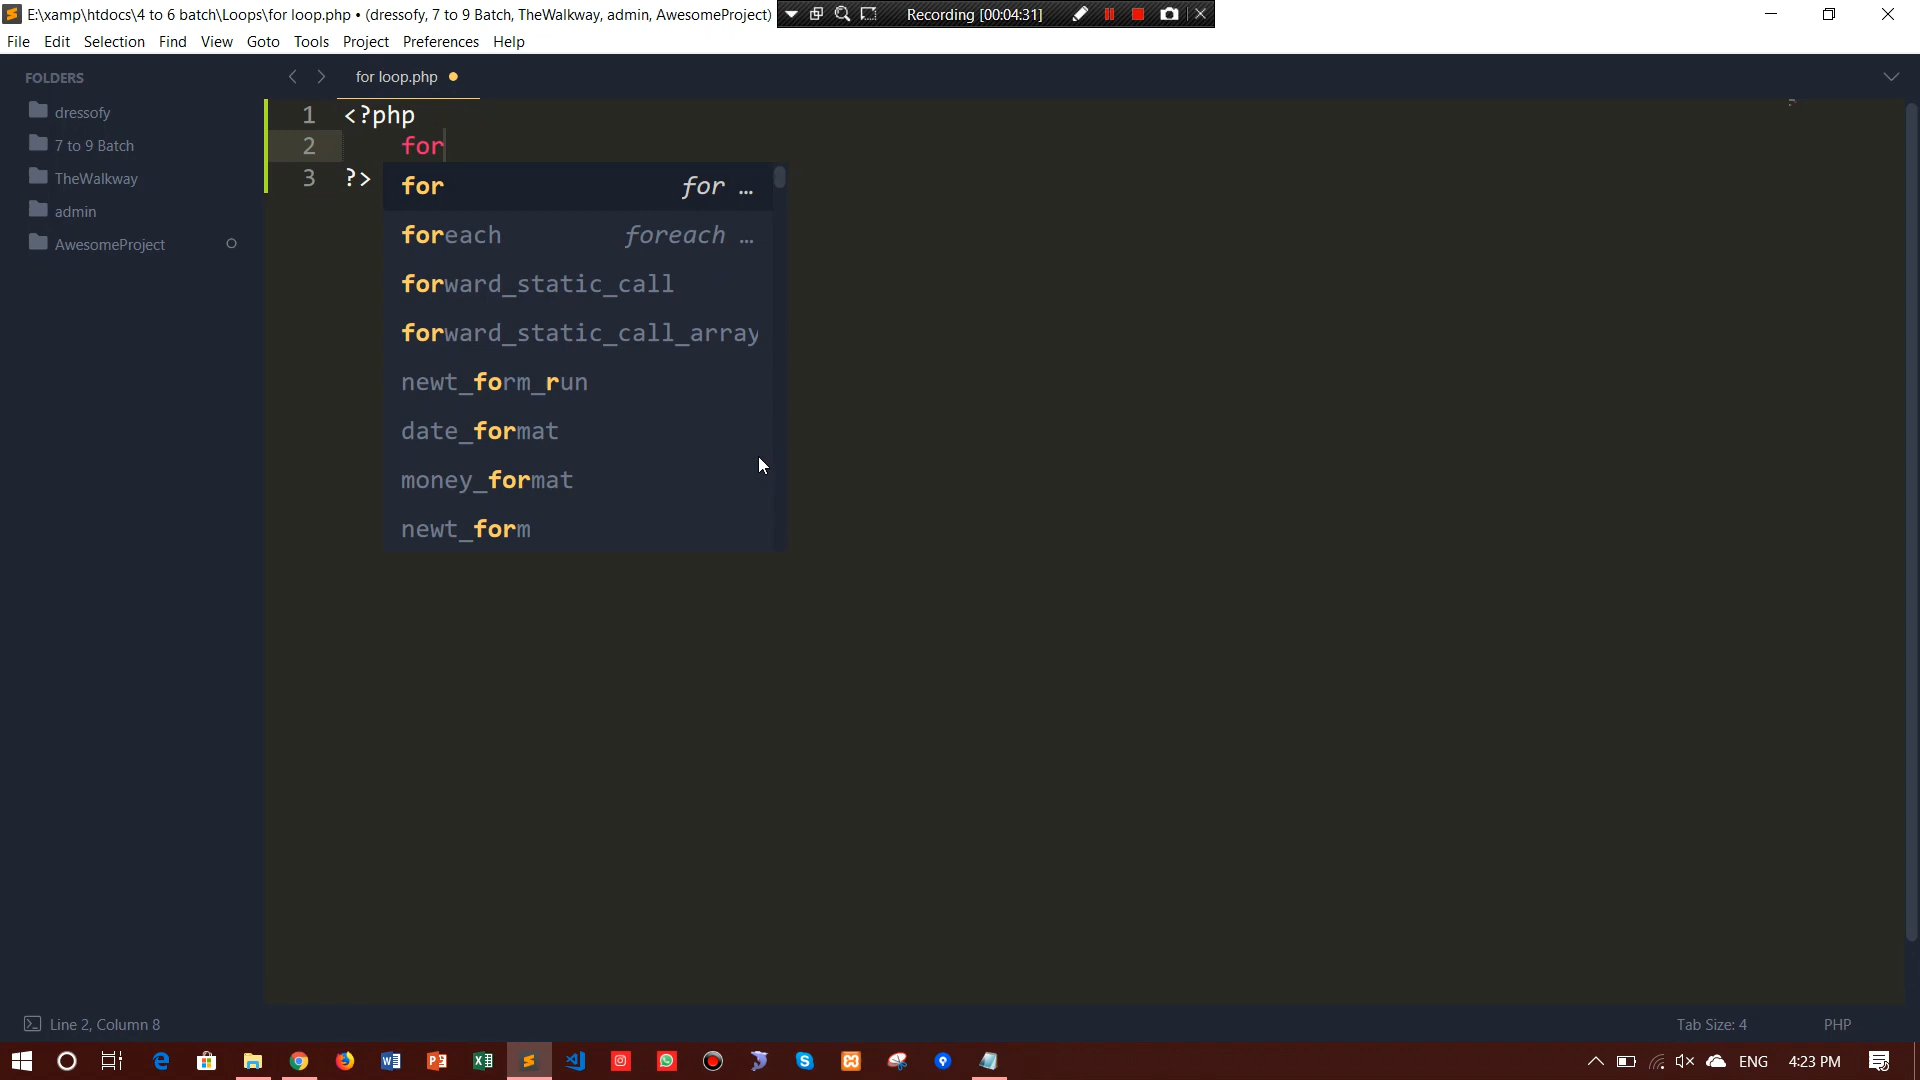 E:\xamp\htdocs\4 to 6 batch\Loops\for loop.php • (dressofy, 7 to 9 Batch, TheWalkway, admin, AwesomeProject)
Recording [00:04:31]
File Edit Selection Find View Goto Tools Project Preferences Help
FOLDERS
dressofy
7 to 9 Batch
TheWalkway
admin
AwesomeProject
for loop.php
1 <?php
2 for
3 ?>
for for …
foreach foreach …
forward_static_call
forward_static_call_array
newt_form_run
date_format
money_format
newt_form
Line 2, Column 8
Tab Size: 4
PHP
ENG
4:23 PM